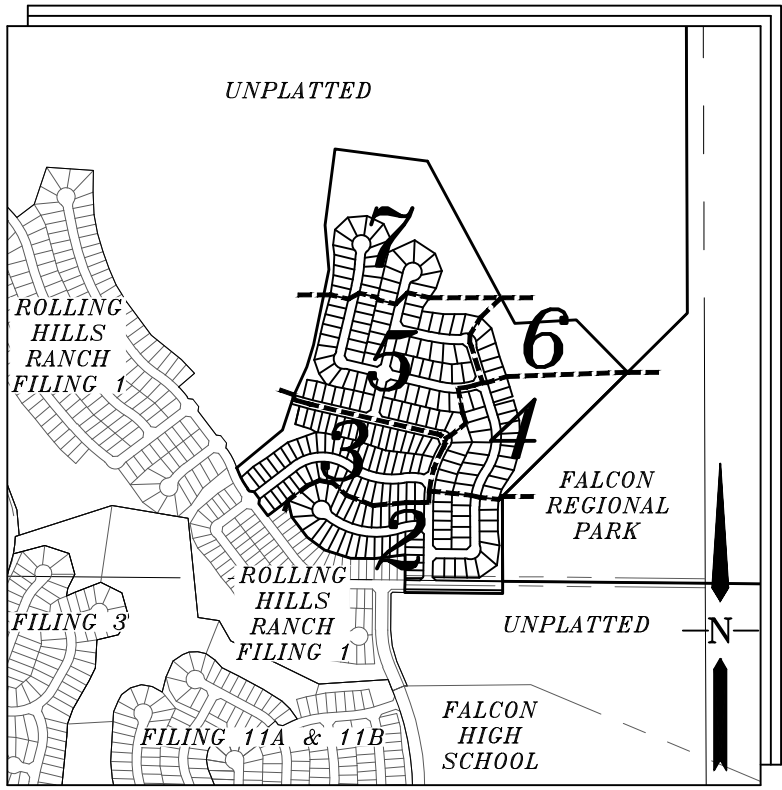 UNPLATTED
7
ROLLING
HILLS
RANCH
FILING 1
6
5
4
3
FALCON
REGIONAL
PARK
2
ROLLING
HILLS
RANCH
FILING 1
FILING 3
UNPLATTED
N
FALCON
HIGH
SCHOOL
FILING 11A & 11B